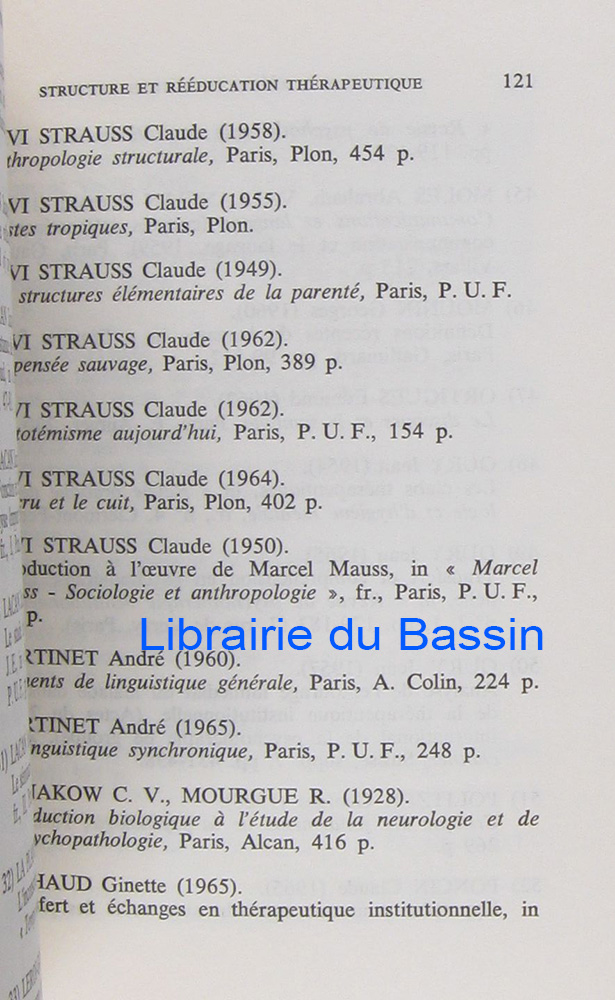 STRUCTURE ET RÉÉDUCATION THÉRAPEUTIQUE 121
VI STRAUSS Claude (1958).
thropologie structurale, Paris, Plon, 454 p.
VI STRAUSS Claude (1955).
stes tropiques, Paris, Plon.
VI STRAUSS Claude (1949).
structures élémentaires de la parenté, Paris, P. U. F.
VI STRAUSS Claude (1962).
pensée sauvage, Paris, Plon, 389 p.
VI STRAUSS Claude (1962).
totémisme aujourd'hui, Paris, P. U. F., 154 p.
VI STRAUSS Claude (1964).
cru et le cuit, Paris, Plon, 402 p.
VI STRAUSS Claude (1950).
oduction à l'œuvre de Marcel Mauss, in « Marcel
ss - Sociologie et anthropologie », fr., Paris, P. U. F.,
p.
Librairie du Bassin
RTINET André (1960).
ments de linguistique générale, Paris, A. Colin, 224 p.
RTINET André (1965).
inguistique synchronique, Paris, P. U. F., 248 p.
NAKOW C. V., MOURGUE R. (1928).
duction biologique à l'étude de la neurologie et de
ychopathologie, Paris, Alcan, 416 p.
HAUD Ginette (1965).
fert et échanges en thérapeutique institutionnelle, in